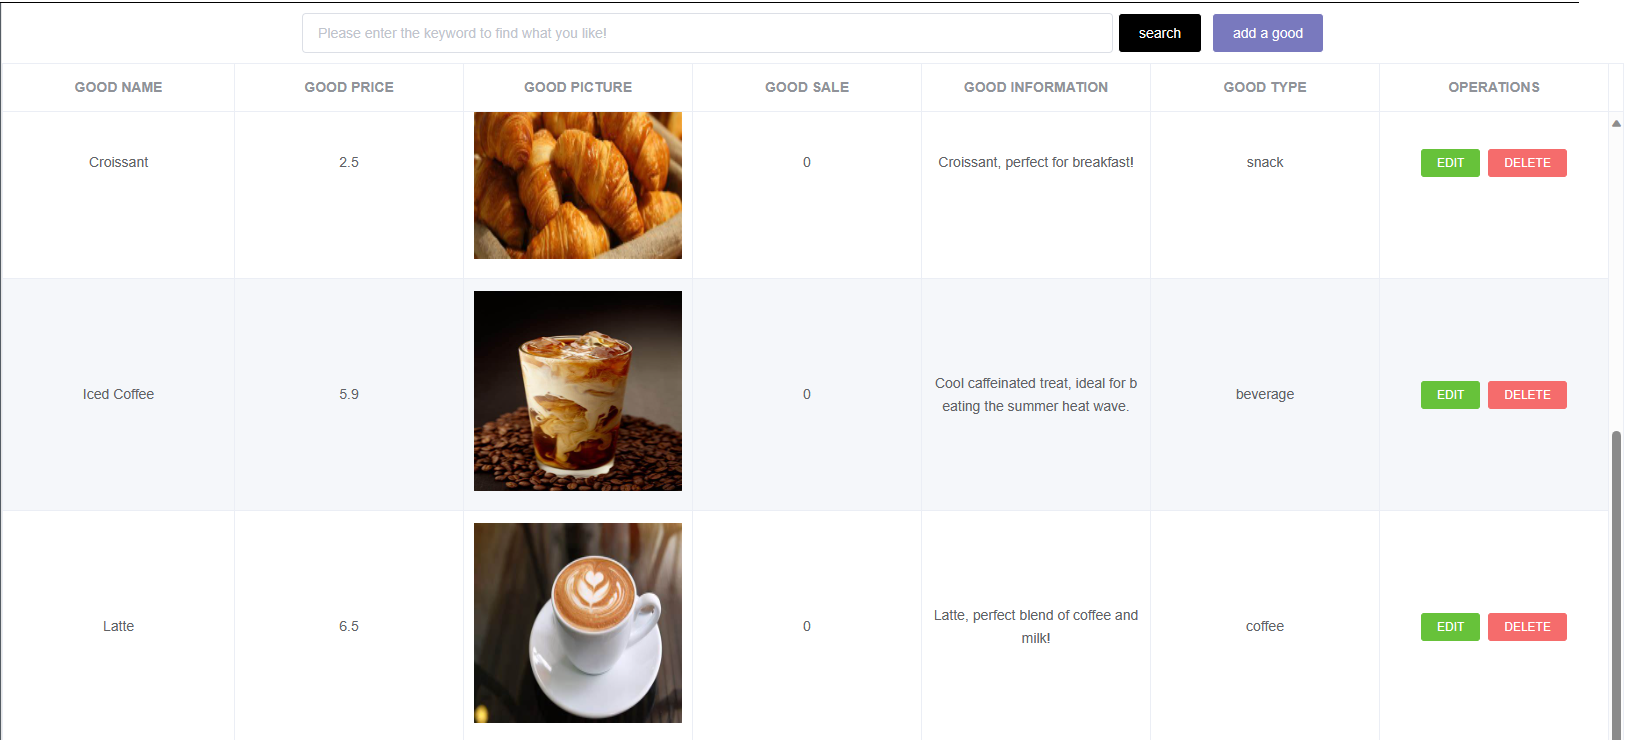 Please enter the keyword to find what you like!
search
add a good
GOOD NAME
GOOD PRICE
GOOD PICTURE
GOOD SALE
GOOD INFORMATION
GOOD TYPE
OPERATIONS
Croissant
2.5
0
Croissant, perfect for breakfast!
snack
EDIT
DELETE
Iced Coffee
5.9
0
Cool caffeinated treat, ideal for b
eating the summer heat wave.
beverage
EDIT
DELETE
Latte
6.5
0
Latte, perfect blend of coffee and
milk!
coffee
EDIT
DELETE